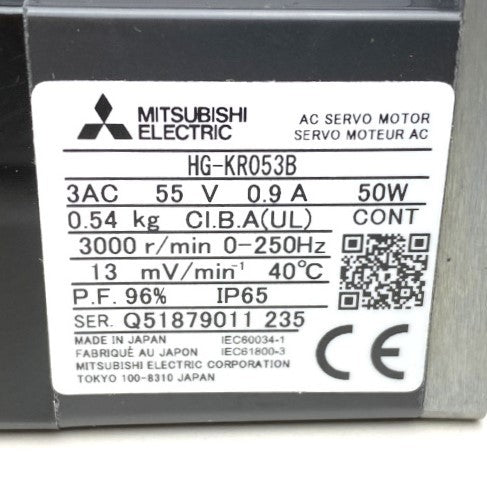 MITSUBISHI
ELECTRIC
AC SERVO MOTOR
SERVO MOTEUR AC
HG-KR053B
3AC 55 V 0.9 A 50W
0.54 kg Cl.B.A(UL) CONT
3000 r/min 0-250Hz
13 mV/min⁻¹ 40℃
P.F. 96% IP65
SER. Q51879011 235
MADE IN JAPAN IEC60034-1
FABRIQUÉ AU JAPON IEC61800-3
MITSUBISHI ELECTRIC CORPORATION
TOKYO 100-8310 JAPAN
CE